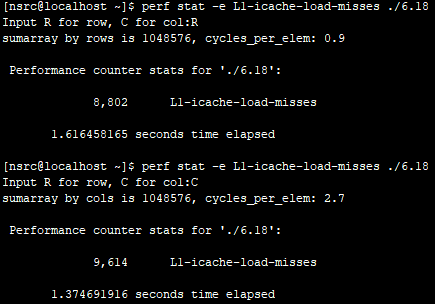 [nsrc@localhost ~]$ perf stat -e L1-icache-load-misses ./6.18
Input R for row, C for col:R
sumarray by rows is 1048576, cycles_per_elem: 0.9
Performance counter stats for './6.18':
8,802 L1-icache-load-misses
1.616458165 seconds time elapsed
[nsrc@localhost ~]$ perf stat -e L1-icache-load-misses ./6.18
Input R for row, C for col:C
sumarray by cols is 1048576, cycles_per_elem: 2.7
Performance counter stats for './6.18':
9,614 L1-icache-load-misses
1.374691916 seconds time elapsed